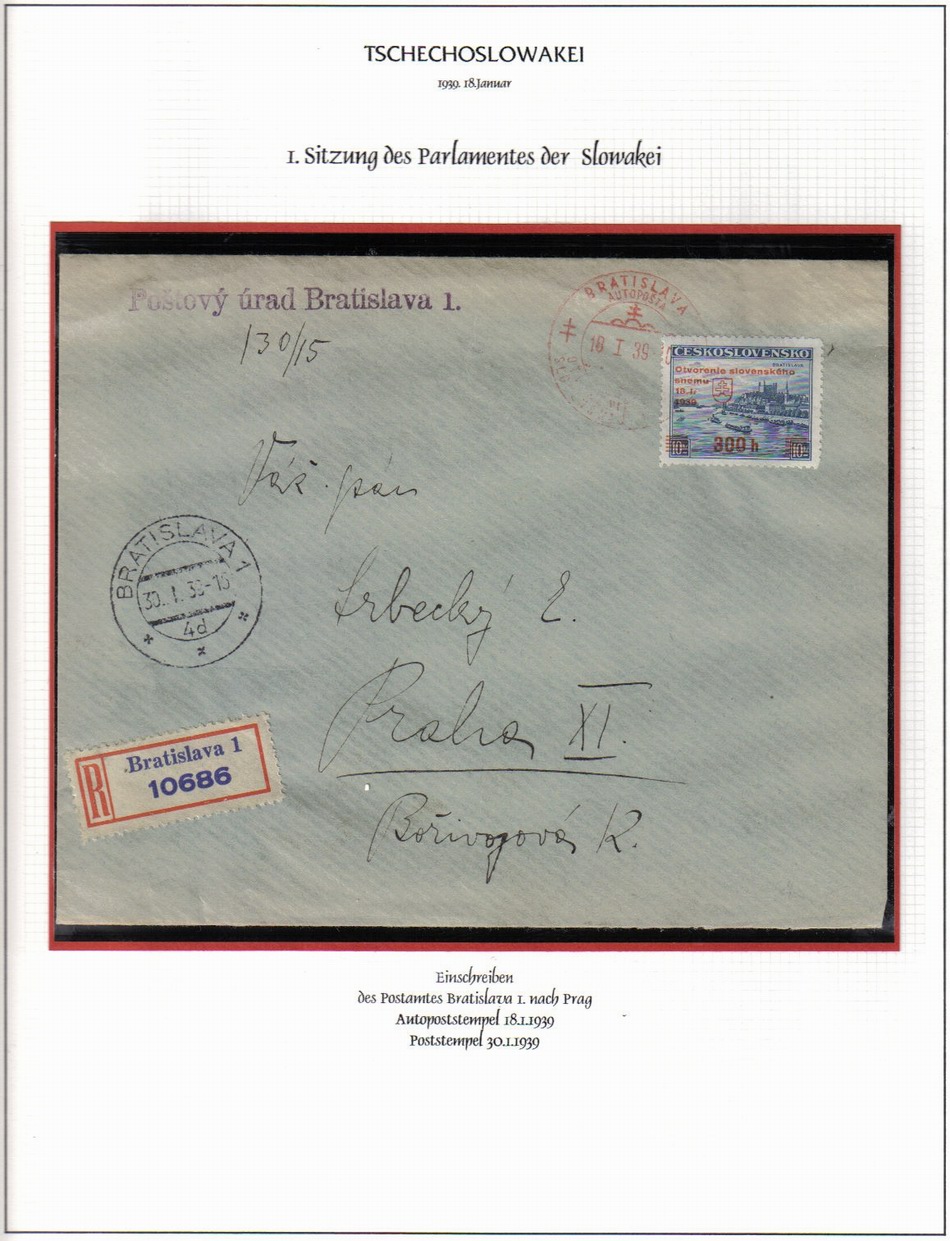 TSCHECHOSLOWAKEI
1939. 18.Januar
1. Sitzung des Parlamentes der Slowakei
Poštový úrad Bratislava 1.
130/15
BRATISLAVA
AUTOPOŠTA
18 I 39
ČESKOSLOVENSKO
BRATISLAVA
Otvorenie slovenského
snemu
18.I.
1939
300 h
10
10
Váž. pán
BRATISLAVA 1
30. I. 39-16
4d
Srbecký E.
Praha XI.
R
Bratislava 1
10686
Bořivojová
Einschreiben
des Postamtes Bratislava 1. nach Prag
Autopoststempel 18.1.1939
Poststempel 30.1.1939